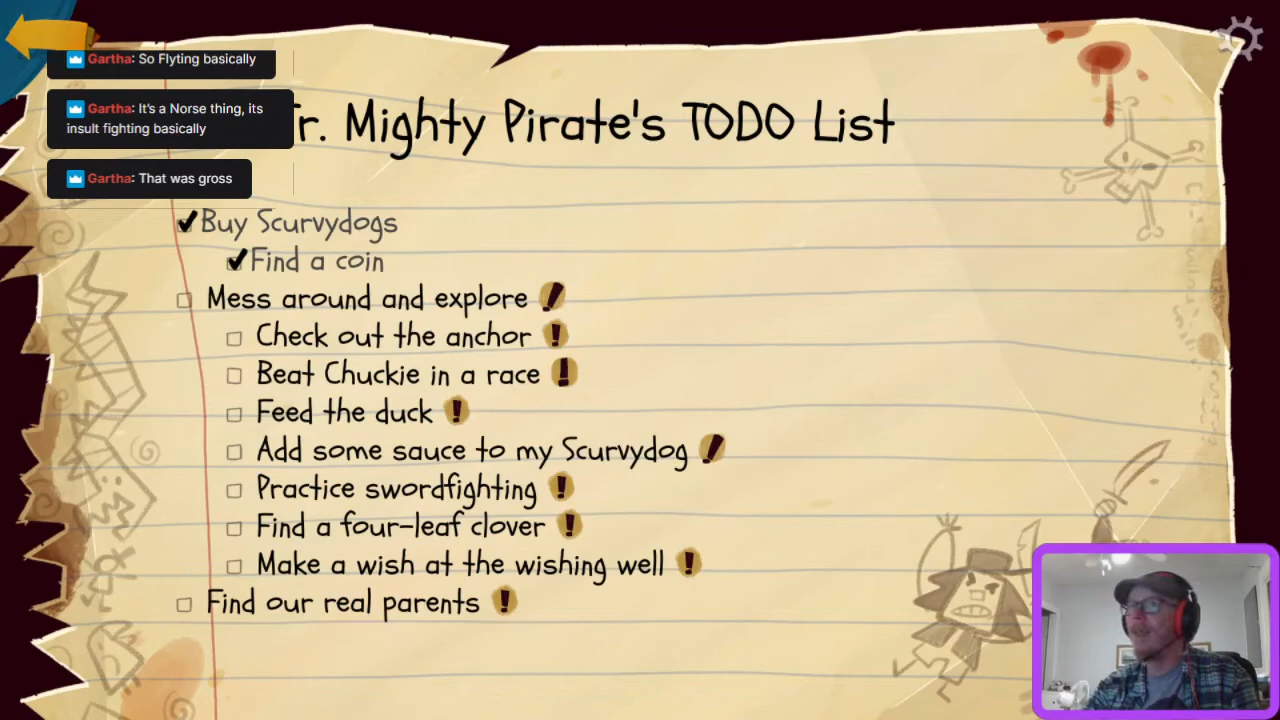 Gartha: So Flyting basically
Gartha: It's a Norse thing, its
insult fighting basically
Gartha: That was gross
r. Mighty Pirate's TODO List
Buy Scurvydogs
Find a coin
Mess around and explore !
Check out the anchor !
Beat Chuckie in a race !
Feed the duck !
Add some sauce to my Scurvydog !
Practice swordfighting !
Find a four-leaf clover !
Make a wish at the wishing well !
Find our real parents !